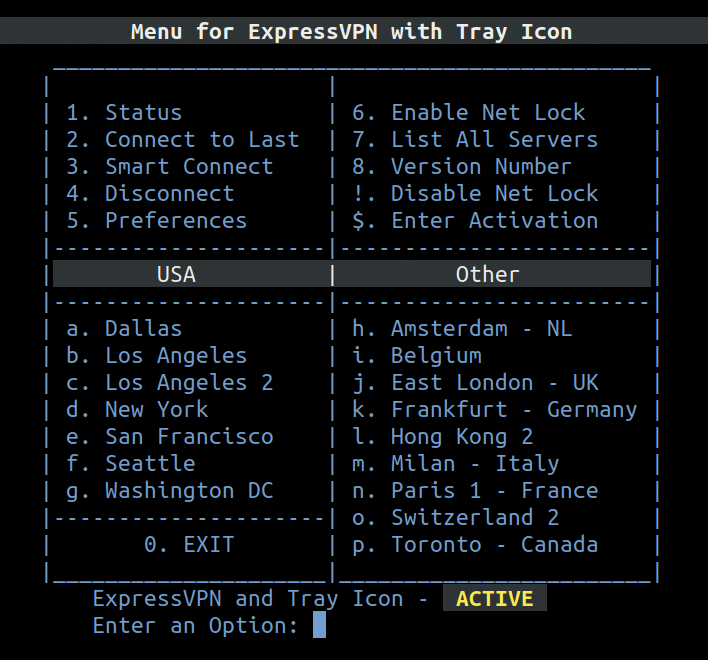 Menu for ExpressVPN with Tray Icon
1. Status
2. Connect to Last
3. Smart Connect
4. Disconnect
5. Preferences
6. Enable Net Lock
7. List All Servers
8. Version Number
!. Disable Net Lock
$. Enter Activation
USA
a. Dallas
b. Los Angeles
c. Los Angeles 2
d. New York
e. San Francisco
f. Seattle
g. Washington DC
0. EXIT
Other
h. Amsterdam - NL
i. Belgium
j. East London - UK
k. Frankfurt - Germany
l. Hong Kong 2
m. Milan - Italy
n. Paris 1 - France
o. Switzerland 2
p. Toronto - Canada
ExpressVPN and Tray Icon - ACTIVE
Enter an Option: